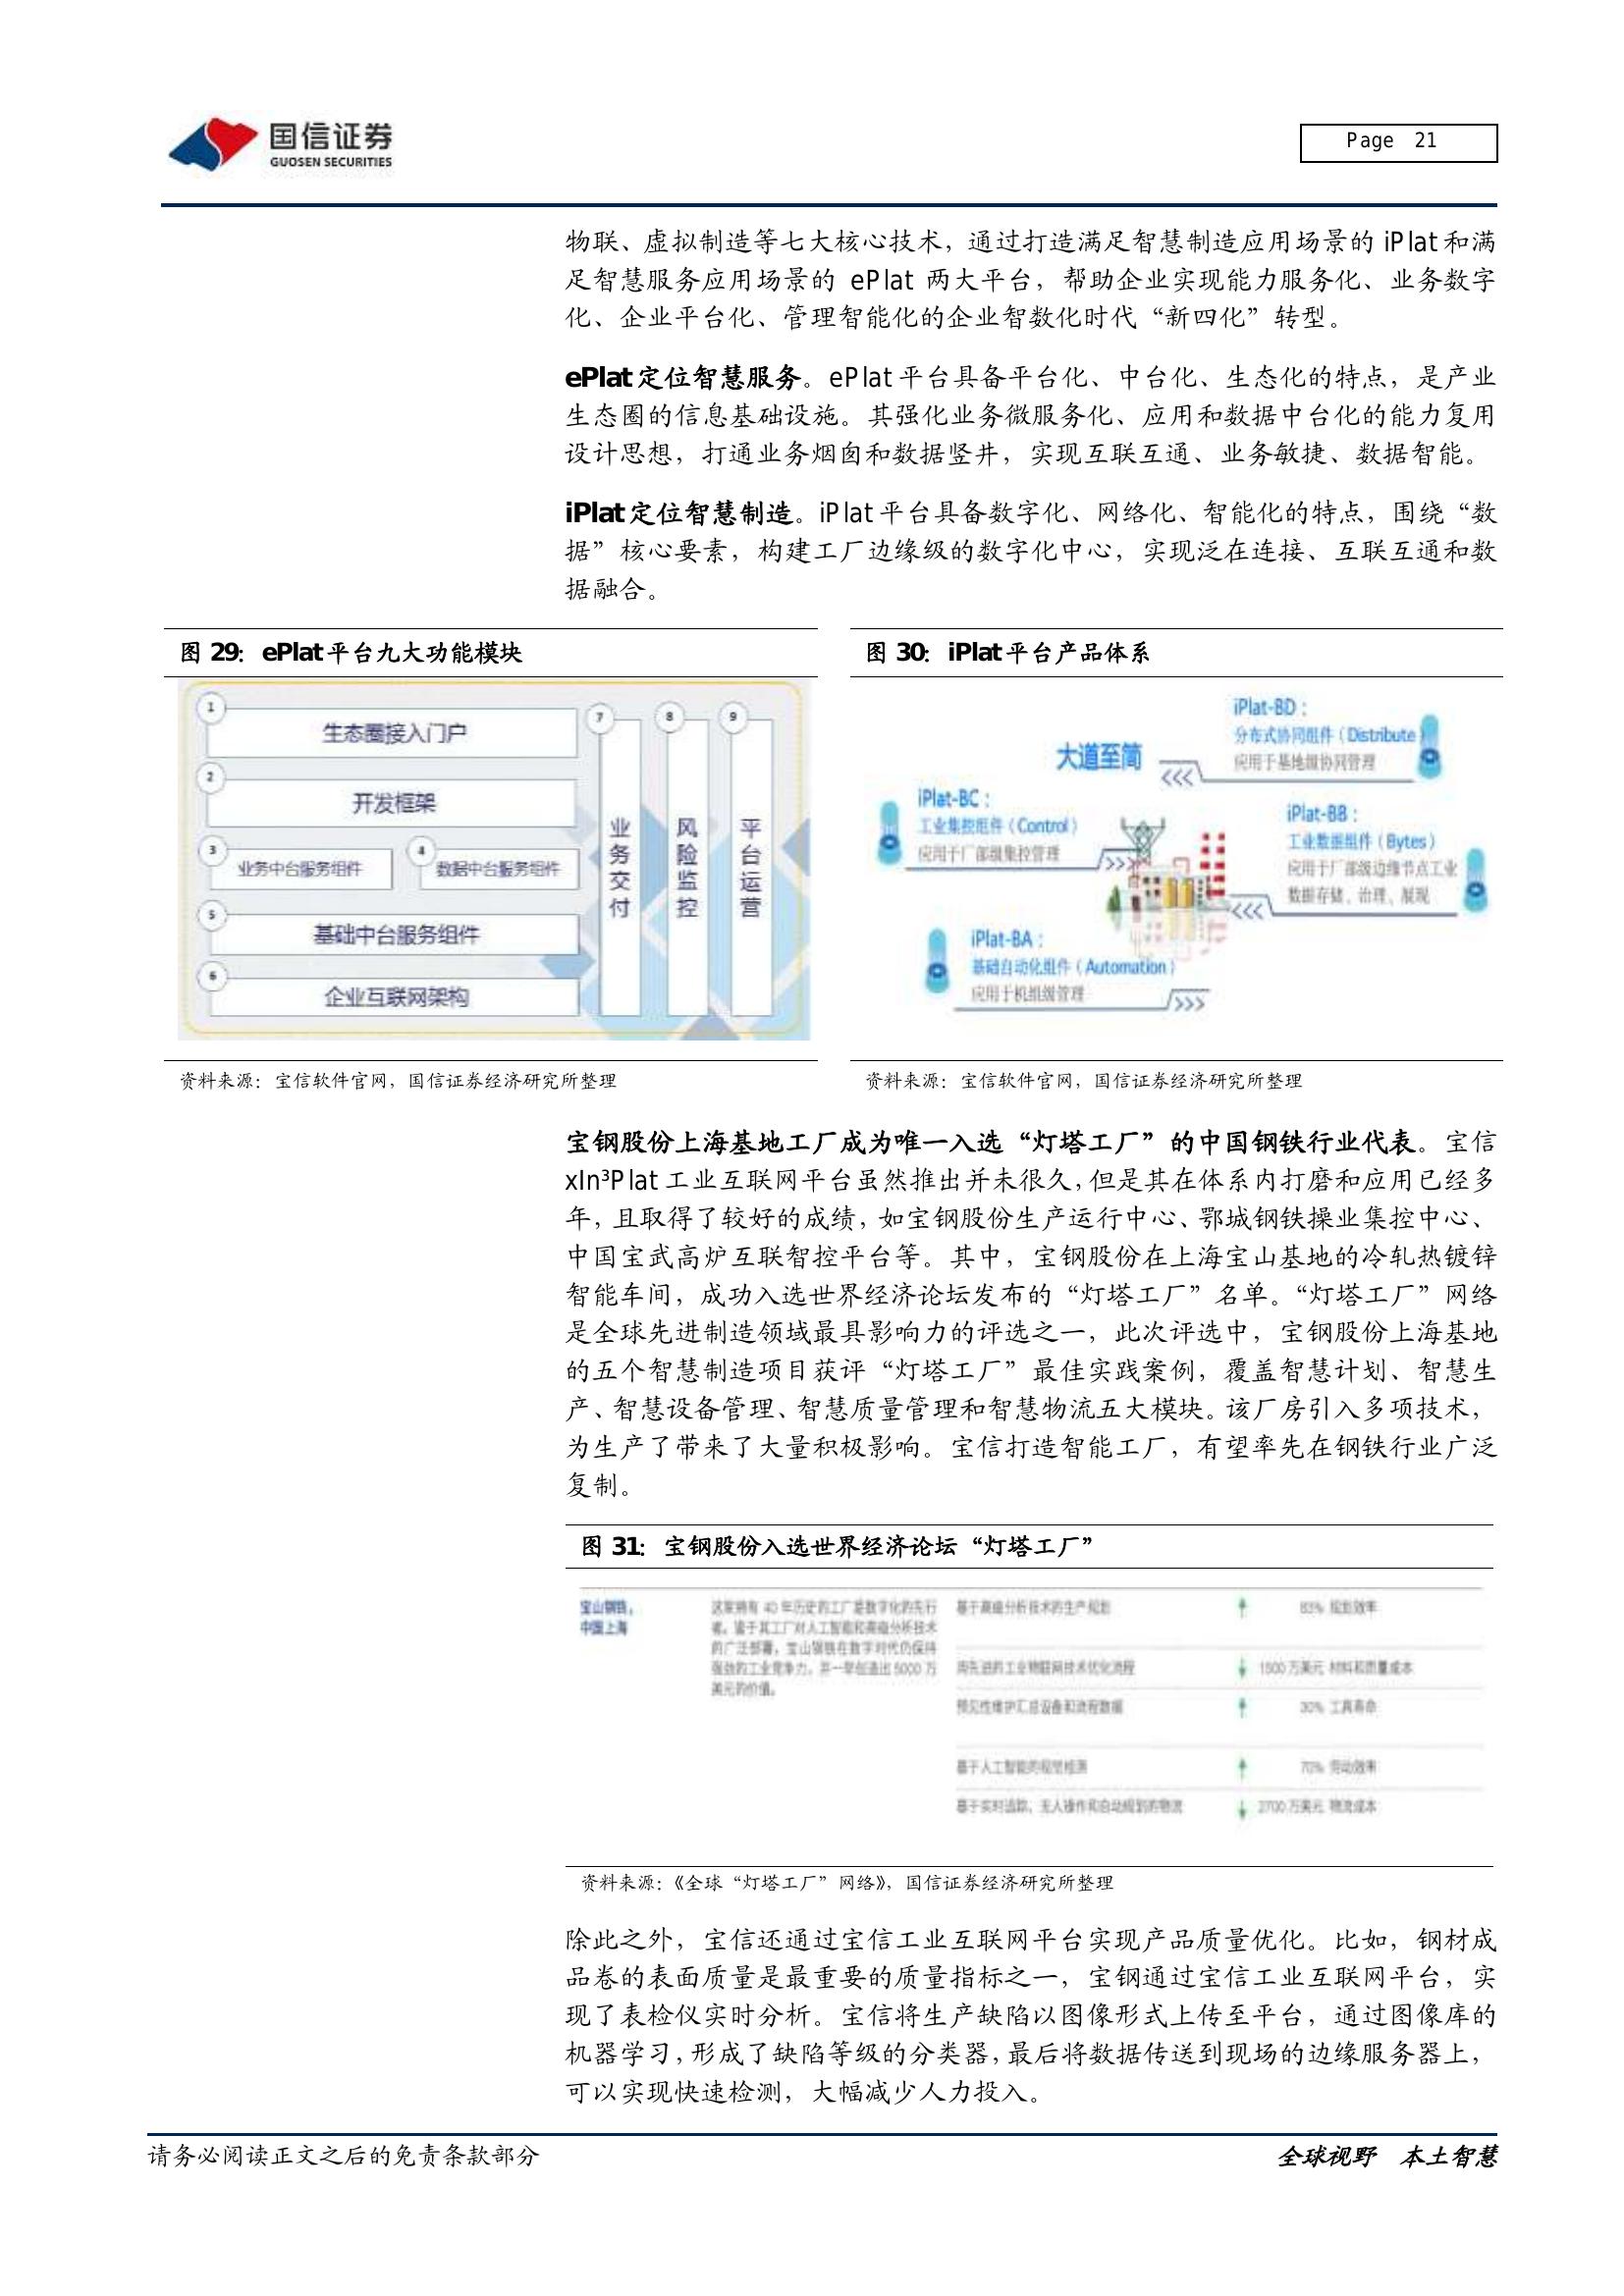 国信证券
GUOSEN SECURITIES
Page 21
物联、虚拟制造等七大核心技术，通过打造满足智慧制造应用场景的 iPlat 和满
足智慧服务应用场景的 ePlat 两大平台，帮助企业实现能力服务化、业务数字
化、企业平台化、管理智能化的企业智数化时代“新四化”转型。
ePlat 定位智慧服务。ePlat 平台具备平台化、中台化、生态化的特点，是产业
生态圈的信息基础设施。其强化业务微服务化、应用和数据中台化的能力复用
设计思想，打通业务烟囱和数据竖井，实现互联互通、业务敏捷、数据智能。
iPlat 定位智慧制造。iPlat 平台具备数字化、网络化、智能化的特点，围绕“数
据”核心要素，构建工厂边缘级的数字化中心，实现泛在连接、互联互通和数
据融合。
图 29：ePlat 平台九大功能模块
1
生态圈接入门户
2
开发框架
3
业务中台服务组件
4
数据中台服务组件
5
基础中台服务组件
6
企业互联网架构
7
业务交付
8
风险监控
9
平台运营
资料来源：宝信软件官网，国信证券经济研究所整理
图 30：iPlat 平台产品体系
大道至简
iPlat-BD：
分布式协同组件（Distribute
应用于基地级协同管理
iPlat-BC：
工业集控组件（Control）
应用于厂部级集控管理
iPlat-BB：
工业数据组件（Bytes）
应用于厂部级边缘节点工业
数据存储、治理、展现
iPlat-BA：
基础自动化组件（Automation）
应用于机组级管理
资料来源：宝信软件官网，国信证券经济研究所整理
宝钢股份上海基地工厂成为唯一入选“灯塔工厂”的中国钢铁行业代表。宝信
xIn³Plat 工业互联网平台虽然推出并未很久，但是其在体系内打磨和应用已经多
年，且取得了较好的成绩，如宝钢股份生产运行中心、鄂城钢铁操业集控中心、
中国宝武高炉互联智控平台等。其中，宝钢股份在上海宝山基地的冷轧热镀锌
智能车间，成功入选世界经济论坛发布的“灯塔工厂”名单。“灯塔工厂”网络
是全球先进制造领域最具影响力的评选之一，此次评选中，宝钢股份上海基地
的五个智慧制造项目获评“灯塔工厂”最佳实践案例，覆盖智慧计划、智慧生
产、智慧设备管理、智慧质量管理和智慧物流五大模块。该厂房引入多项技术，
为生产了带来了大量积极影响。宝信打造智能工厂，有望率先在钢铁行业广泛
复制。
图 31：宝钢股份入选世界经济论坛“灯塔工厂”
宝山钢铁，
中国上海
这家拥有 40 年历史的工厂是数字化的先行
者。鉴于其工厂对人工智能和高级分析技术
的广泛部署，宝山钢铁在数字时代仍保持
强劲的工业竞争力，并一举创造出 5000 万
美元的价值。
基于高级分析技术的生产规划 83% 规划效率
用先进的工业物联网技术优化流程 1500 万美元 材料和质量成本
预见性维护汇总设备和流程数据 30% 工具寿命
基于人工智能的视觉检测 70% 劳动效率
基于实时追踪、无人操作和自动规划的物流 2700 万美元 物流成本
资料来源：《全球“灯塔工厂”网络》，国信证券经济研究所整理
除此之外，宝信还通过宝信工业互联网平台实现产品质量优化。比如，钢材成
品卷的表面质量是最重要的质量指标之一，宝钢通过宝信工业互联网平台，实
现了表检仪实时分析。宝信将生产缺陷以图像形式上传至平台，通过图像库的
机器学习，形成了缺陷等级的分类器，最后将数据传送到现场的边缘服务器上，
可以实现快速检测，大幅减少人力投入。
请务必阅读正文之后的免责条款部分
全球视野 本土智慧